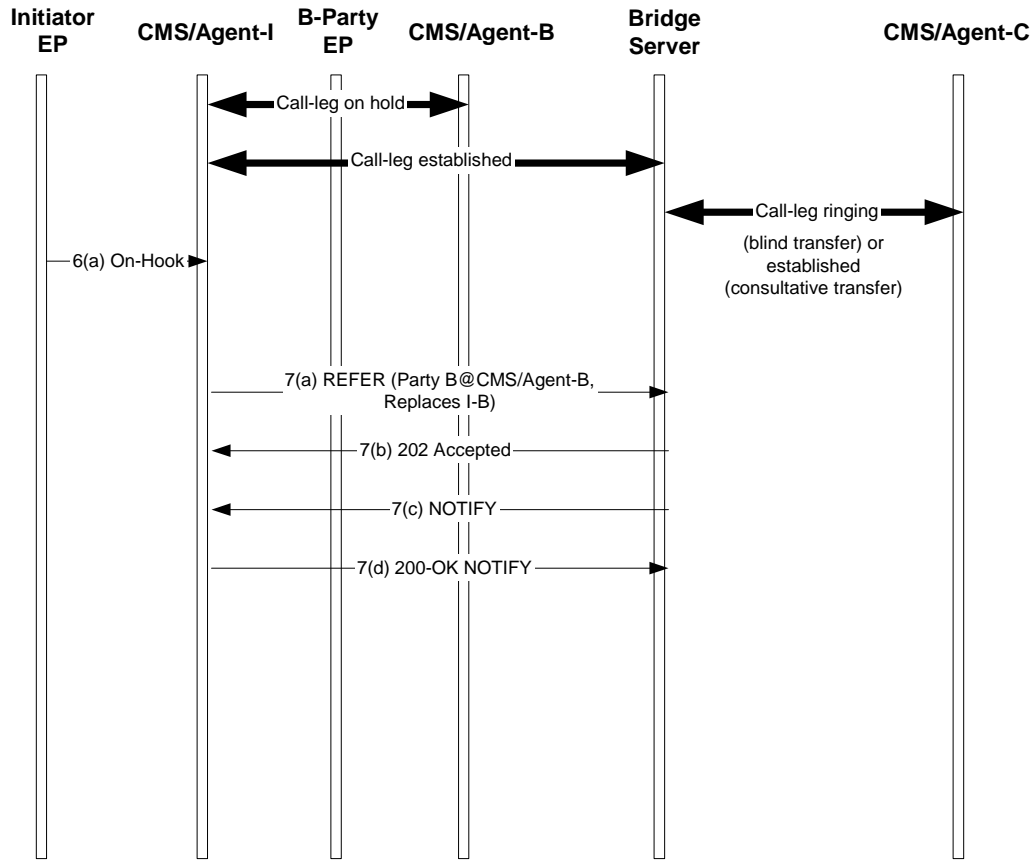 Initiator
EP
CMS/Agent-I
B-Party
EP
CMS/Agent-B
Bridge
Server
CMS/Agent-C
Call-leg on hold
Call-leg established
Call-leg ringing
(blind transfer) or
established
(consultative transfer)
6(a) On-Hook
7(a) REFER (Party B@CMS/Agent-B,
Replaces I-B)
7(b) 202 Accepted
7(c) NOTIFY
7(d) 200-OK NOTIFY